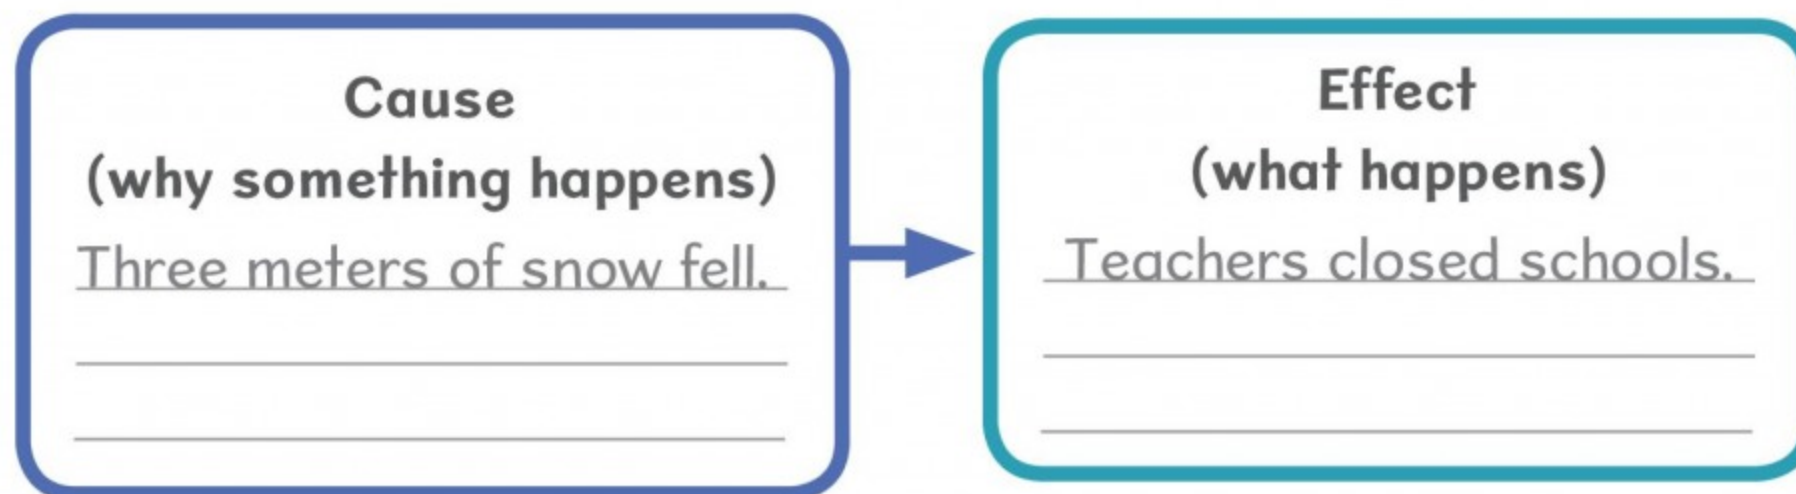 Cause
(why something happens)
Three meters of snow fell.
Effect
(what happens)
Teachers closed schools.